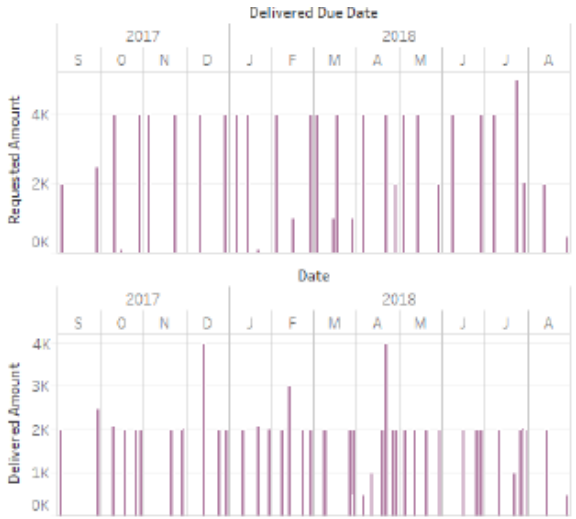 Delivered Due Date
2017 2018
S O N D J F M A M J J A
Requested Amount
4K
2K
0K
Date
2017 2018
S O N D J F M A M J J A
Delivered Amount
4K
3K
2K
1K
0K